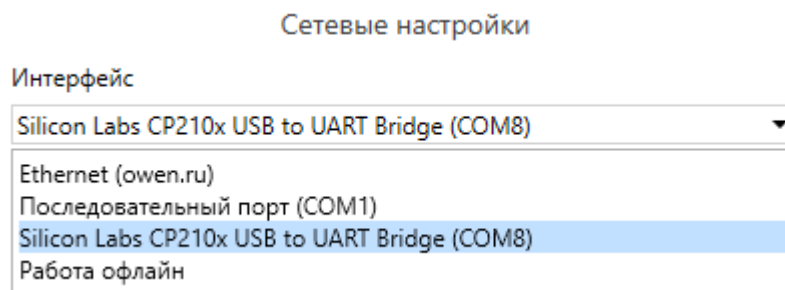 Сетевые настройки
Интерфейс
Silicon Labs CP210x USB to UART Bridge (COM8)
Ethernet (owen.ru)
Последовательный порт (COM1)
Silicon Labs CP210x USB to UART Bridge (COM8)
Работа офлайн